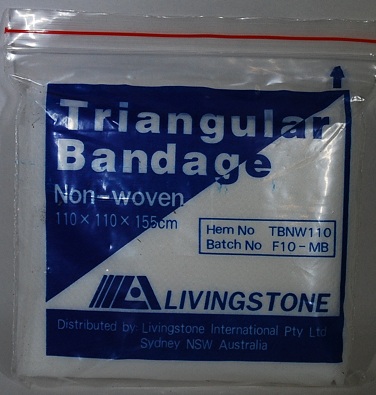 Triangular
Bandage
Non-woven
110×110×155cm
Hem No TBNW110
Batch No F10-MB
LIVINGSTONE
Distributed by: Livingstone International Pty Ltd
Sydney NSW Australia